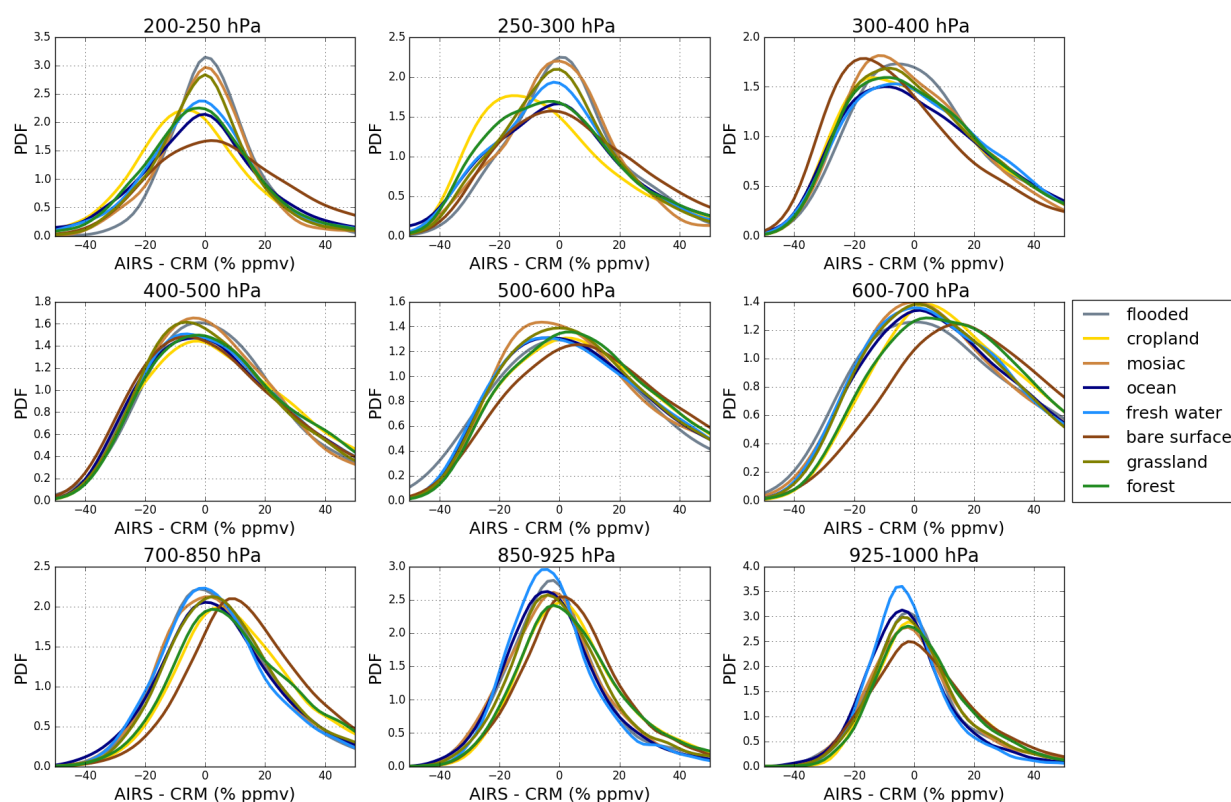 200-250 hPa
3.5
3.0
2.5
2.0
1.5
1.0
0.5
0.0
PDF
−40 −20 0 20 40
AIRS - CRM (% ppmv)
250-300 hPa
2.5
2.0
1.5
1.0
0.5
0.0
PDF
−40 −20 0 20 40
AIRS - CRM (% ppmv)
300-400 hPa
2.0
1.5
1.0
0.5
0.0
PDF
−40 −20 0 20 40
AIRS - CRM (% ppmv)
400-500 hPa
1.8
1.6
1.4
1.2
1.0
0.8
0.6
0.4
0.2
0.0
PDF
−40 −20 0 20 40
AIRS - CRM (% ppmv)
500-600 hPa
1.6
1.4
1.2
1.0
0.8
0.6
0.4
0.2
0.0
PDF
−40 −20 0 20 40
AIRS - CRM (% ppmv)
600-700 hPa
1.4
1.2
1.0
0.8
0.6
0.4
0.2
0.0
PDF
−40 −20 0 20 40
AIRS - CRM (% ppmv)
flooded
cropland
mosiac
ocean
fresh water
bare surface
grassland
forest
700-850 hPa
2.5
2.0
1.5
1.0
0.5
0.0
PDF
−40 −20 0 20 40
AIRS - CRM (% ppmv)
850-925 hPa
3.0
2.5
2.0
1.5
1.0
0.5
0.0
PDF
−40 −20 0 20 40
AIRS - CRM (% ppmv)
925-1000 hPa
4.0
3.5
3.0
2.5
2.0
1.5
1.0
0.5
0.0
PDF
−40 −20 0 20 40
AIRS - CRM (% ppmv)